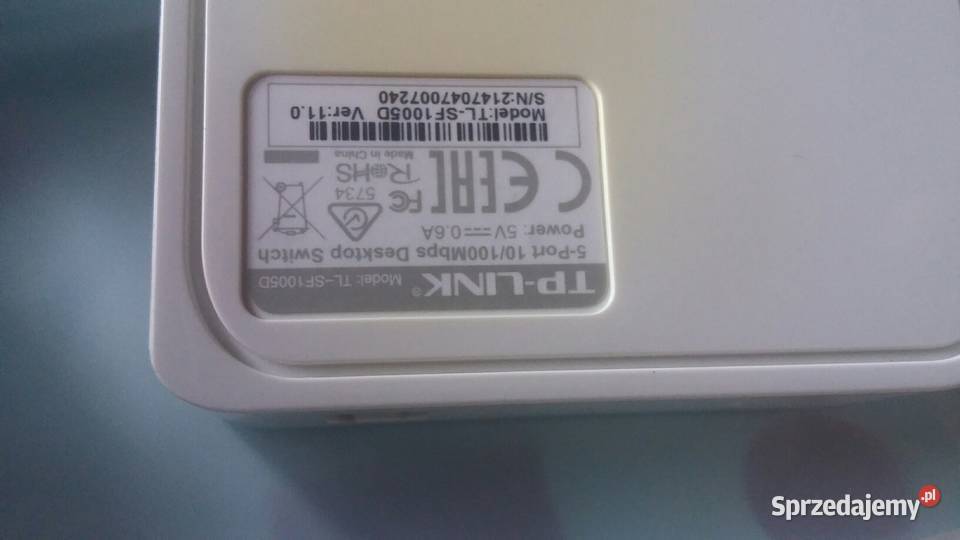 TP-LINK® Model: TL-SF1005D
5-Port 10/100Mbps Desktop Switch
Power: 5V⎓0.6A
CE EAC FC 5734
RoHS
Made in China
Model:TL-SF1005D Ver:11.0
S/N:2147047007240
Sprzedajemy.pl